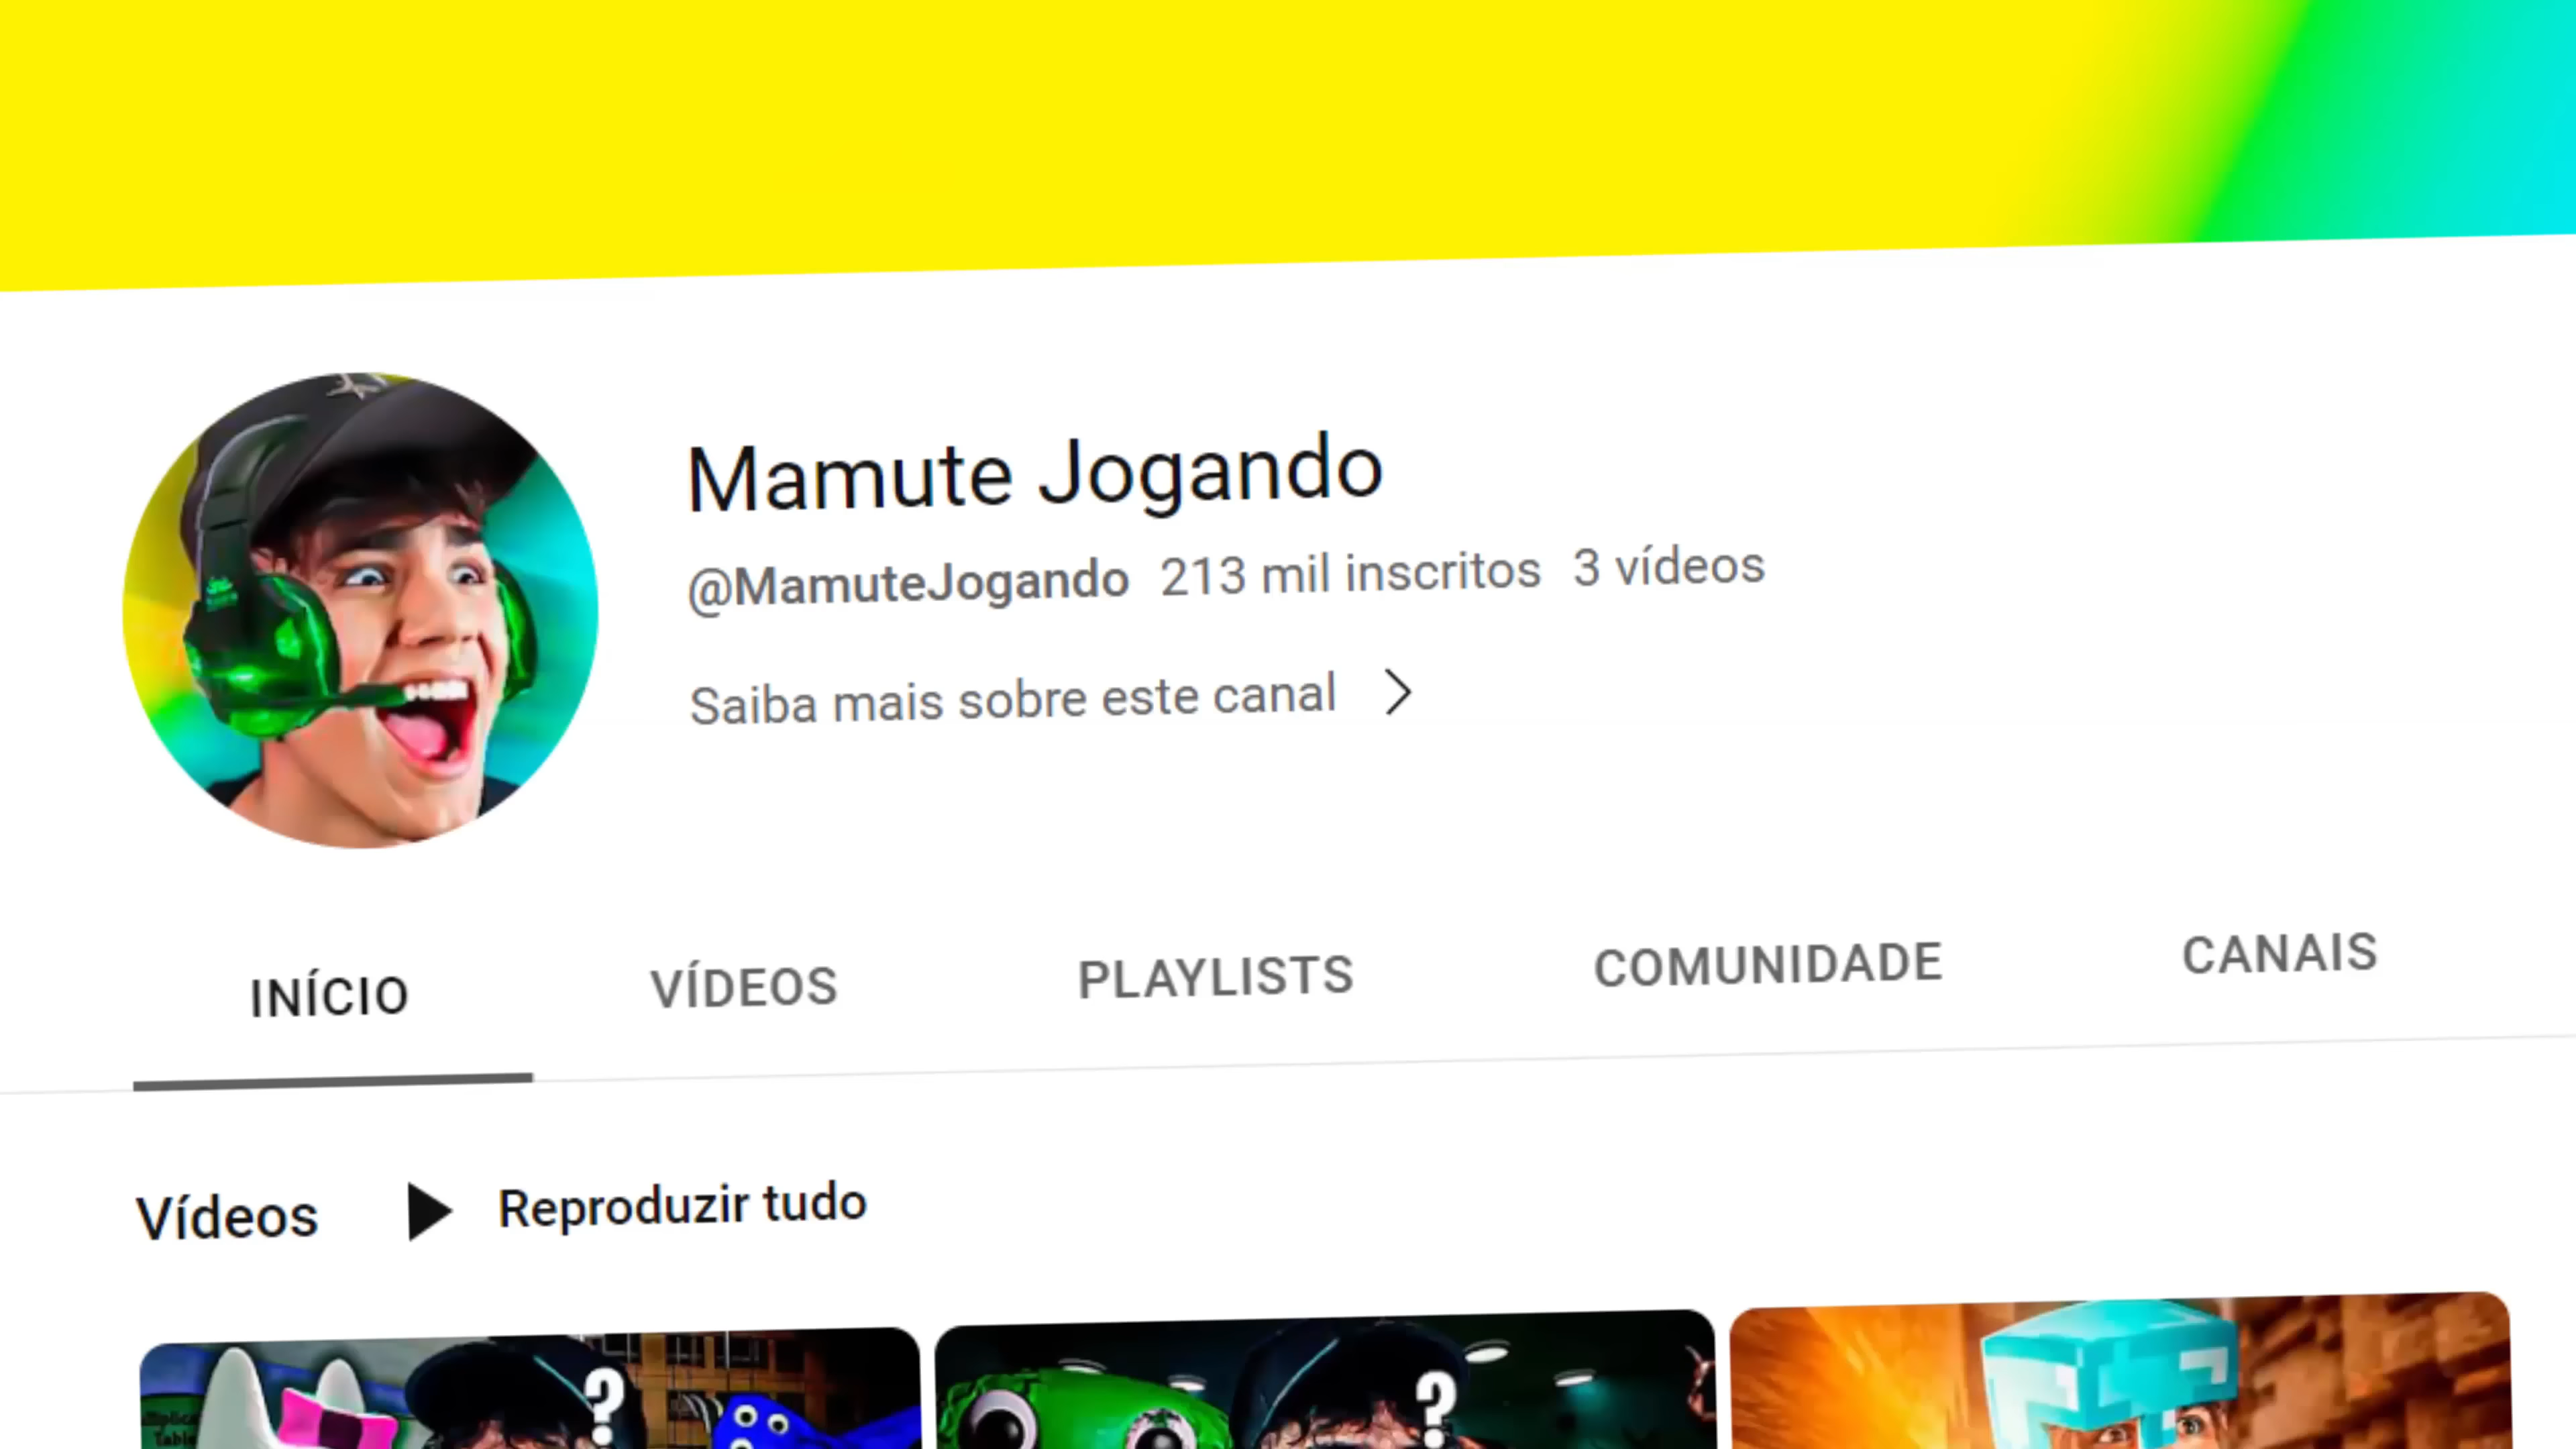 Mamute Jogando
@MamuteJogando 213 mil inscritos 3 vídeos
Saiba mais sobre este canal
INÍCIO VÍDEOS PLAYLISTS COMUNIDADE CANAIS
Vídeos Reproduzir tudo
? ?